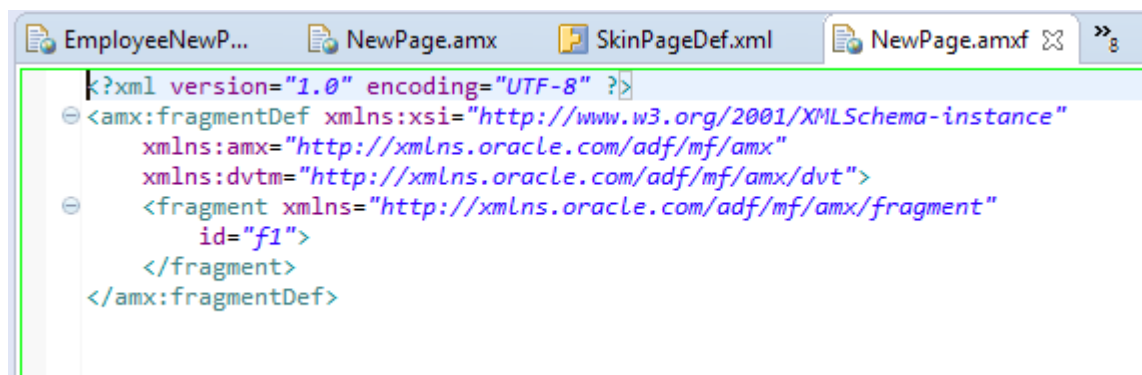 EmployeeNewP... NewPage.amx SkinPageDef.xml NewPage.amxf »8
<?xml version="1.0" encoding="UTF-8" ?>
<amx:fragmentDef xmlns:xsi="http://www.w3.org/2001/XMLSchema-instance"
xmlns:amx="http://xmlns.oracle.com/adf/mf/amx"
xmlns:dvtm="http://xmlns.oracle.com/adf/mf/amx/dvt">
<fragment xmlns="http://xmlns.oracle.com/adf/mf/amx/fragment"
id="f1">
</fragment>
</amx:fragmentDef>